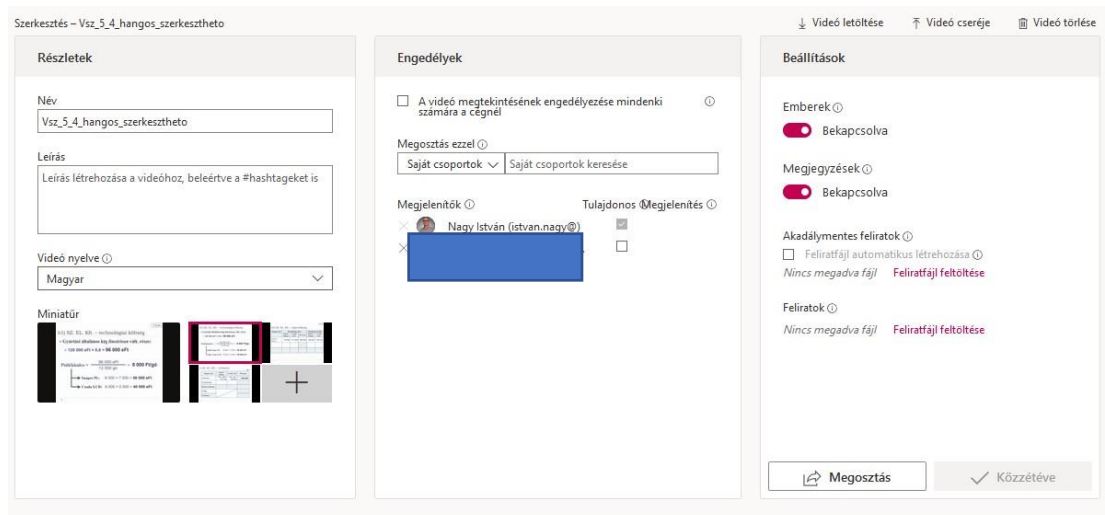 Szerkesztés – Vsz_5_4_hangos_szerkesztheto
Videó letöltése
Videó cseréje
Videó törlése
Részletek
Név
Vsz_5_4_hangos_szerkesztheto
Leírás
Leírás létrehozása a videóhoz, beleértve a #hashtageket is
Videó nyelve
Magyar
Miniatűr
Engedélyek
A videó megtekintésének engedélyezése mindenki
számára a cégnél
Megosztás ezzel
Saját csoportok
Saját csoportok keresése
Megjelenítők
Tulajdonos
Megjelenítés
Nagy István (istvan.nagy@)
Beállítások
Emberek
Bekapcsolva
Megjegyzések
Bekapcsolva
Akadálymentes feliratok
Feliratfájl automatikus létrehozása
Nincs megadva fájl Feliratfájl feltöltése
Feliratok
Nincs megadva fájl Feliratfájl feltöltése
Megosztás
Közzétéve